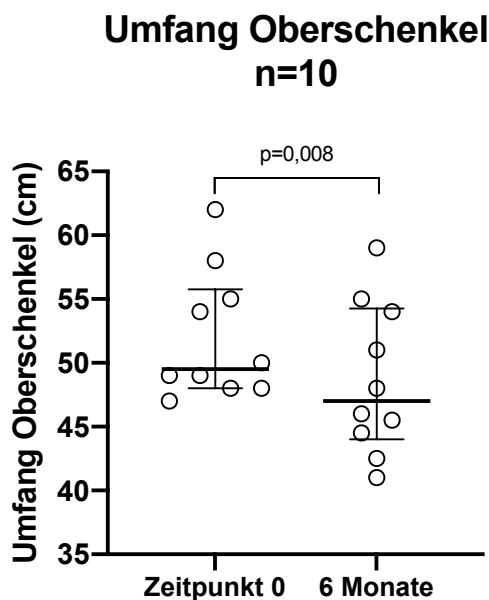 Umfang Oberschenkel
n=10
p=0,008
Umfang Oberschenkel (cm)
65
60
55
50
45
40
35
Zeitpunkt 0
6 Monate